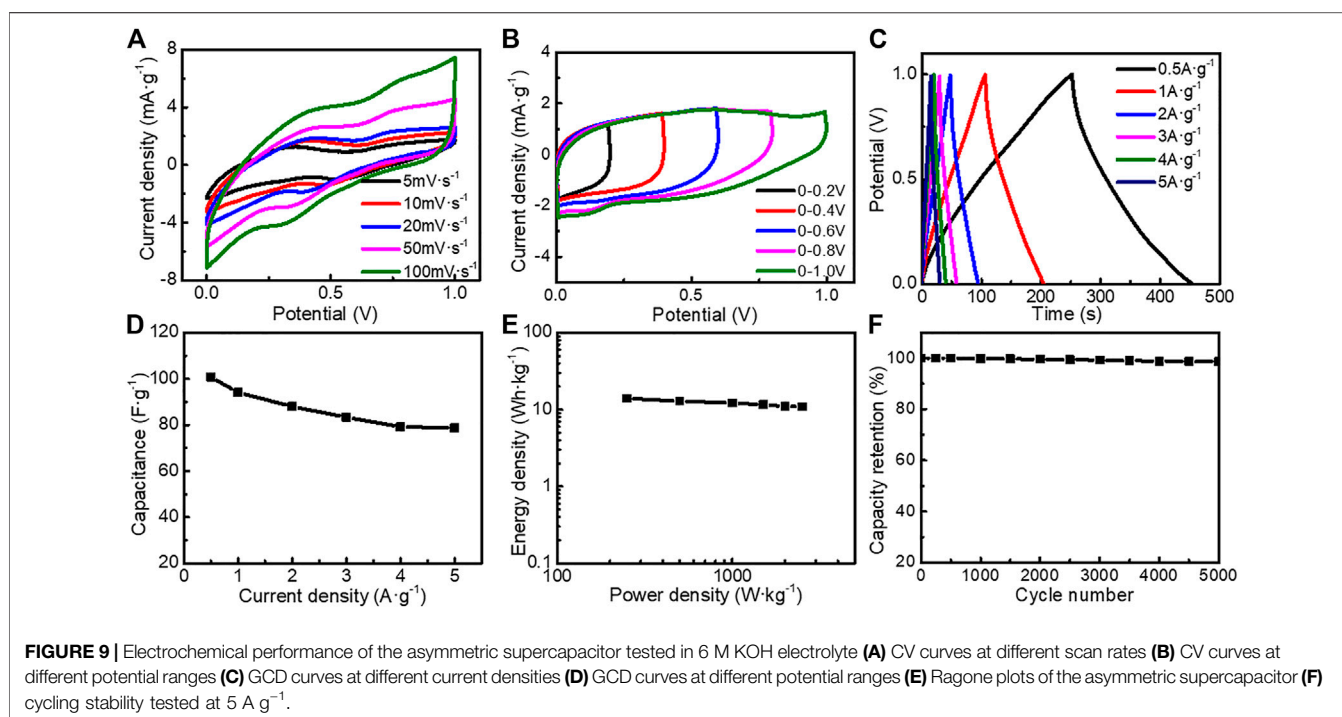 A
Current density (mA·g⁻¹)
8
4
0
-4
-8
5mV·s⁻¹
10mV·s⁻¹
20mV·s⁻¹
50mV·s⁻¹
100mV·s⁻¹
0.0
0.5
1.0
Potential (V)
B
Current density (mA·g⁻¹)
4
2
0
-2
-4
0-0.2V
0-0.4V
0-0.6V
0-0.8V
0-1.0V
0.0
0.5
1.0
Potential (V)
C
Potential (V)
1.0
0.5
0.0
0.5A·g⁻¹
1A·g⁻¹
2A·g⁻¹
3A·g⁻¹
4A·g⁻¹
5A·g⁻¹
0
100
200
300
400
500
Time (s)
D
Capacitance (F·g⁻¹)
120
100
80
60
40
20
0
1
2
3
4
5
Current density (A·g⁻¹)
E
Energy density (Wh·kg⁻¹)
100
10
1
0.1
100
1000
Power density (W·kg⁻¹)
F
Capacity retention (%)
100
80
60
40
20
0
1000
2000
3000
4000
5000
Cycle number
FIGURE 9 | Electrochemical performance of the asymmetric supercapacitor tested in 6 M KOH electrolyte (A) CV curves at different scan rates (B) CV curves at
different potential ranges (C) GCD curves at different current densities (D) GCD curves at different potential ranges (E) Ragone plots of the asymmetric supercapacitor (F)
cycling stability tested at 5 A g⁻¹.